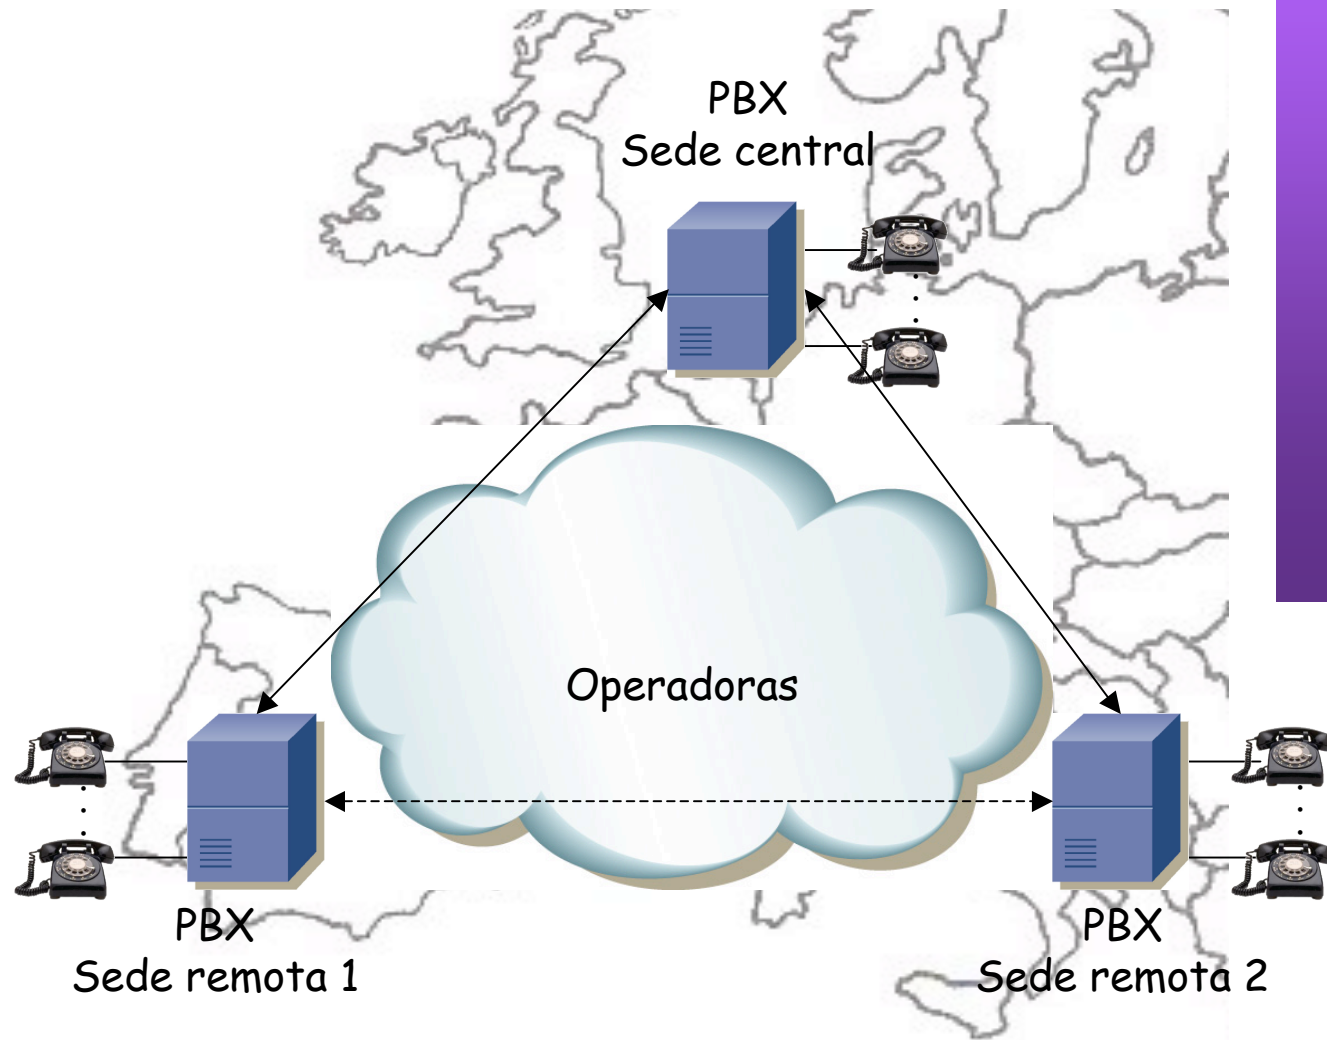 PBX
Sede central
Operadoras
PBX
Sede remota 1
PBX
Sede remota 2